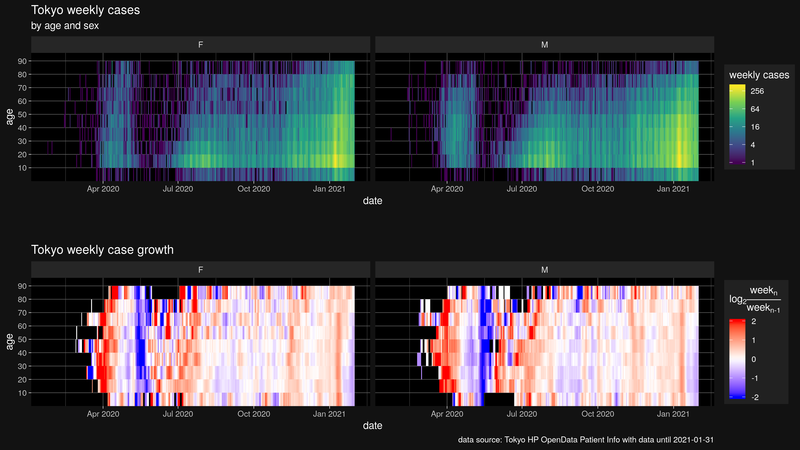 Tokyo weekly cases
by age and sex
F
M
age
90
80
70
60
50
40
30
20
10
Apr 2020 Jul 2020 Oct 2020 Jan 2021
Apr 2020 Jul 2020 Oct 2020 Jan 2021
date
weekly cases
256
64
16
4
1
Tokyo weekly case growth
F
M
age
90
80
70
60
50
40
30
20
10
Apr 2020 Jul 2020 Oct 2020 Jan 2021
Apr 2020 Jul 2020 Oct 2020 Jan 2021
date
log2 weekn
weekn-1
2
1
0
-1
-2
data source: Tokyo HP OpenData Patient Info with data until 2021-01-31